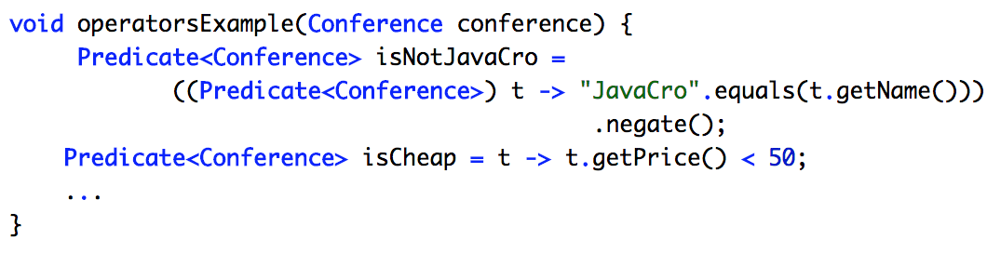 void operatorsExample(Conference conference) {
Predicate<Conference> isNotJavaCro =
((Predicate<Conference>) t -> "JavaCro".equals(t.getName()))
.negate();
Predicate<Conference> isCheap = t -> t.getPrice() < 50;
...
}